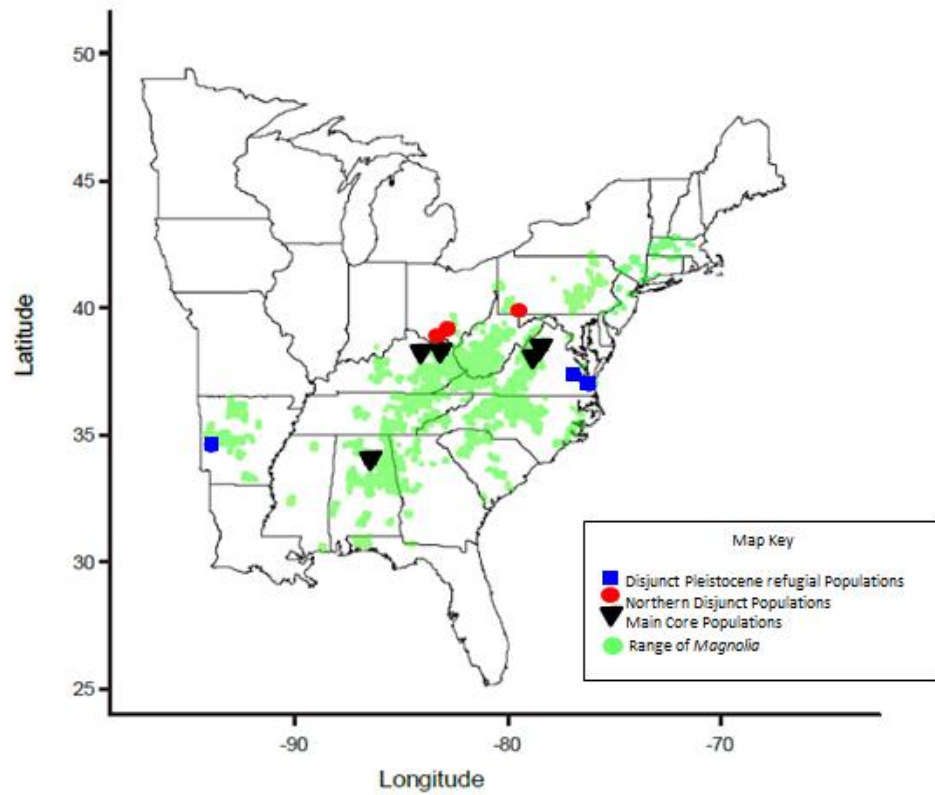 50
45
40
35
30
25
Latitude
-90
-80
-70
Longitude
Map Key
Disjunct Pleistocene refugial Populations
Northern Disjunct Populations
Main Core Populations
Range of Magnolia